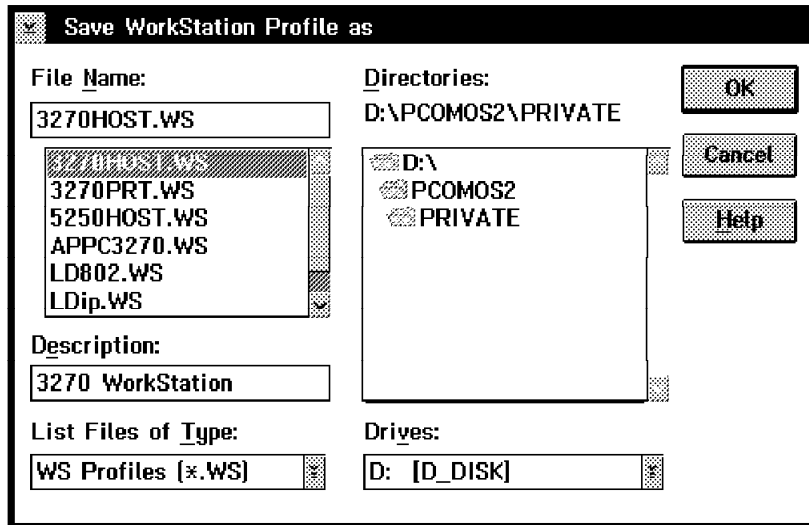 Save WorkStation Profile as
File Name:
3270HOST.WS
3270HOST.WS
3270PRT.WS
5250HOST.WS
APPC3270.WS
LD802.WS
LDip.WS
Description:
3270 WorkStation
List Files of Type:
WS Profiles (*.WS)
Directories:
D:\PCOMOS2\PRIVATE
D:\
PCOMOS2
PRIVATE
Drives:
D: [D_DISK]
OK
Cancel
Help